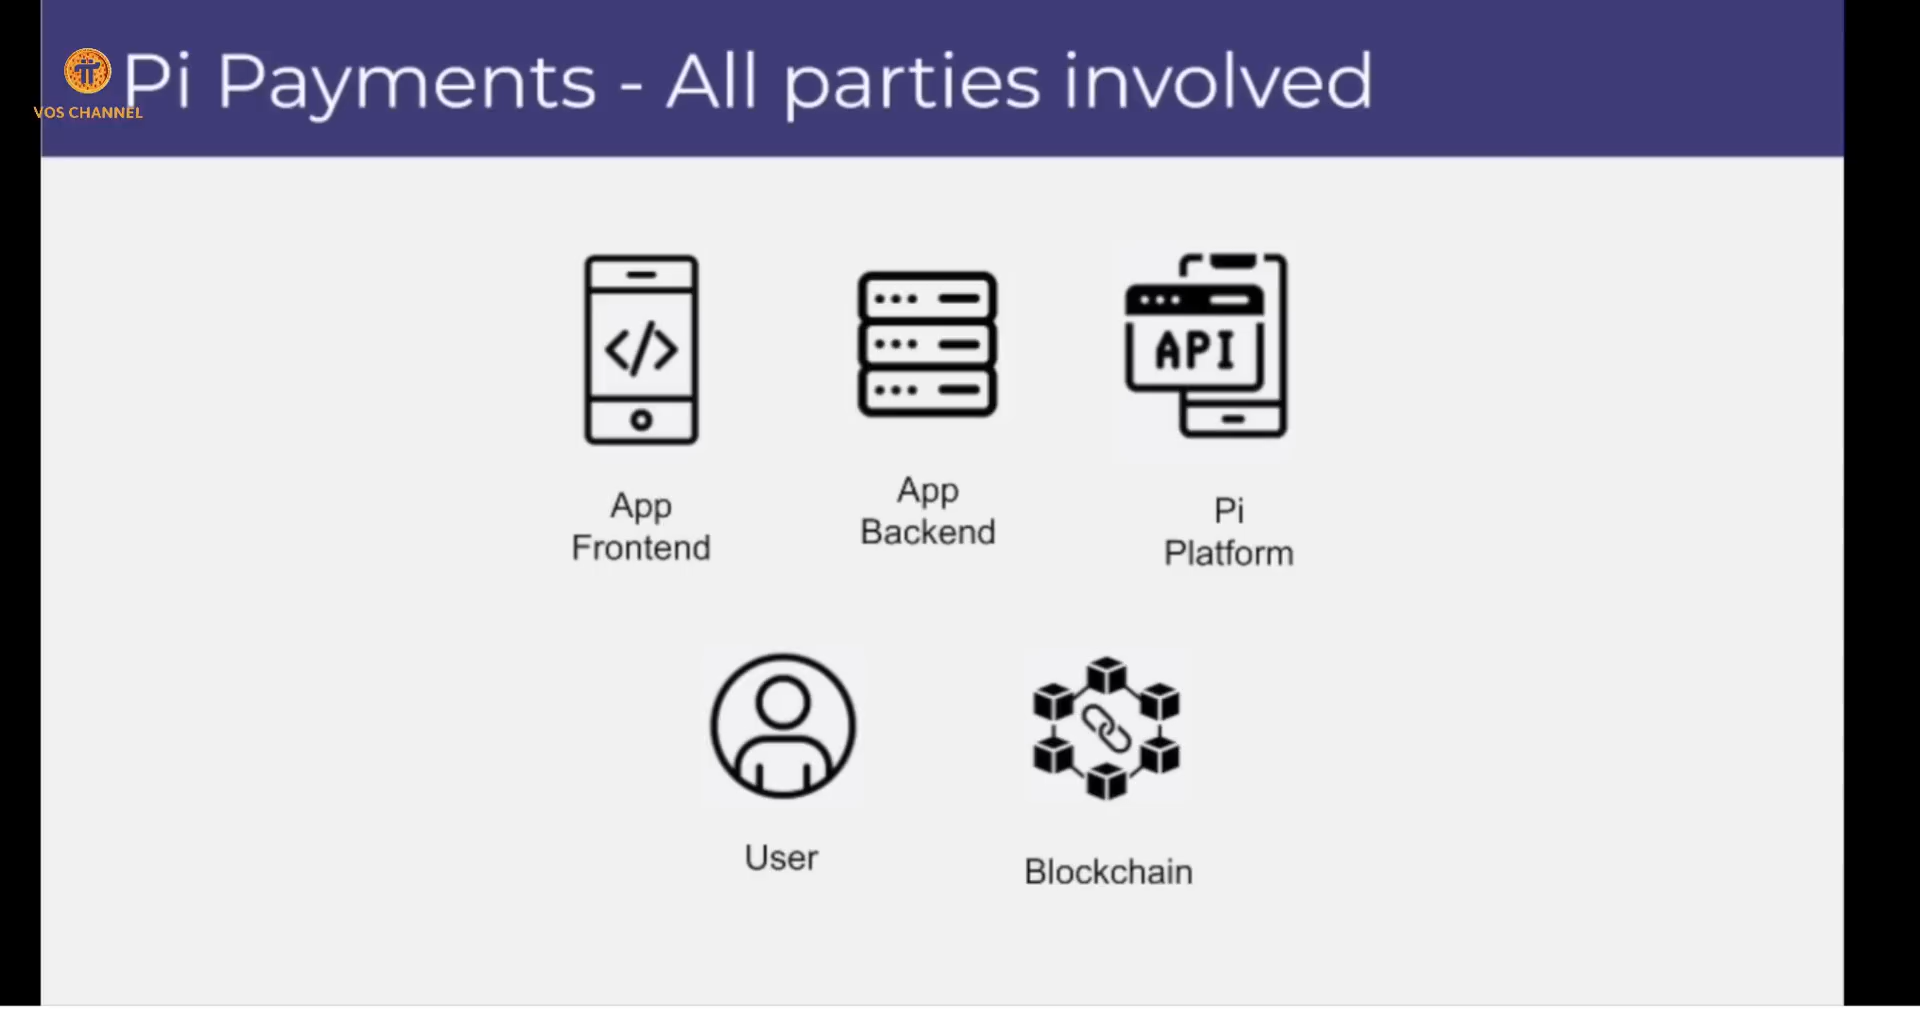 Pi Payments - All parties involved
VOS CHANNEL
API
App
Frontend
App
Backend
Pi
Platform
User
Blockchain